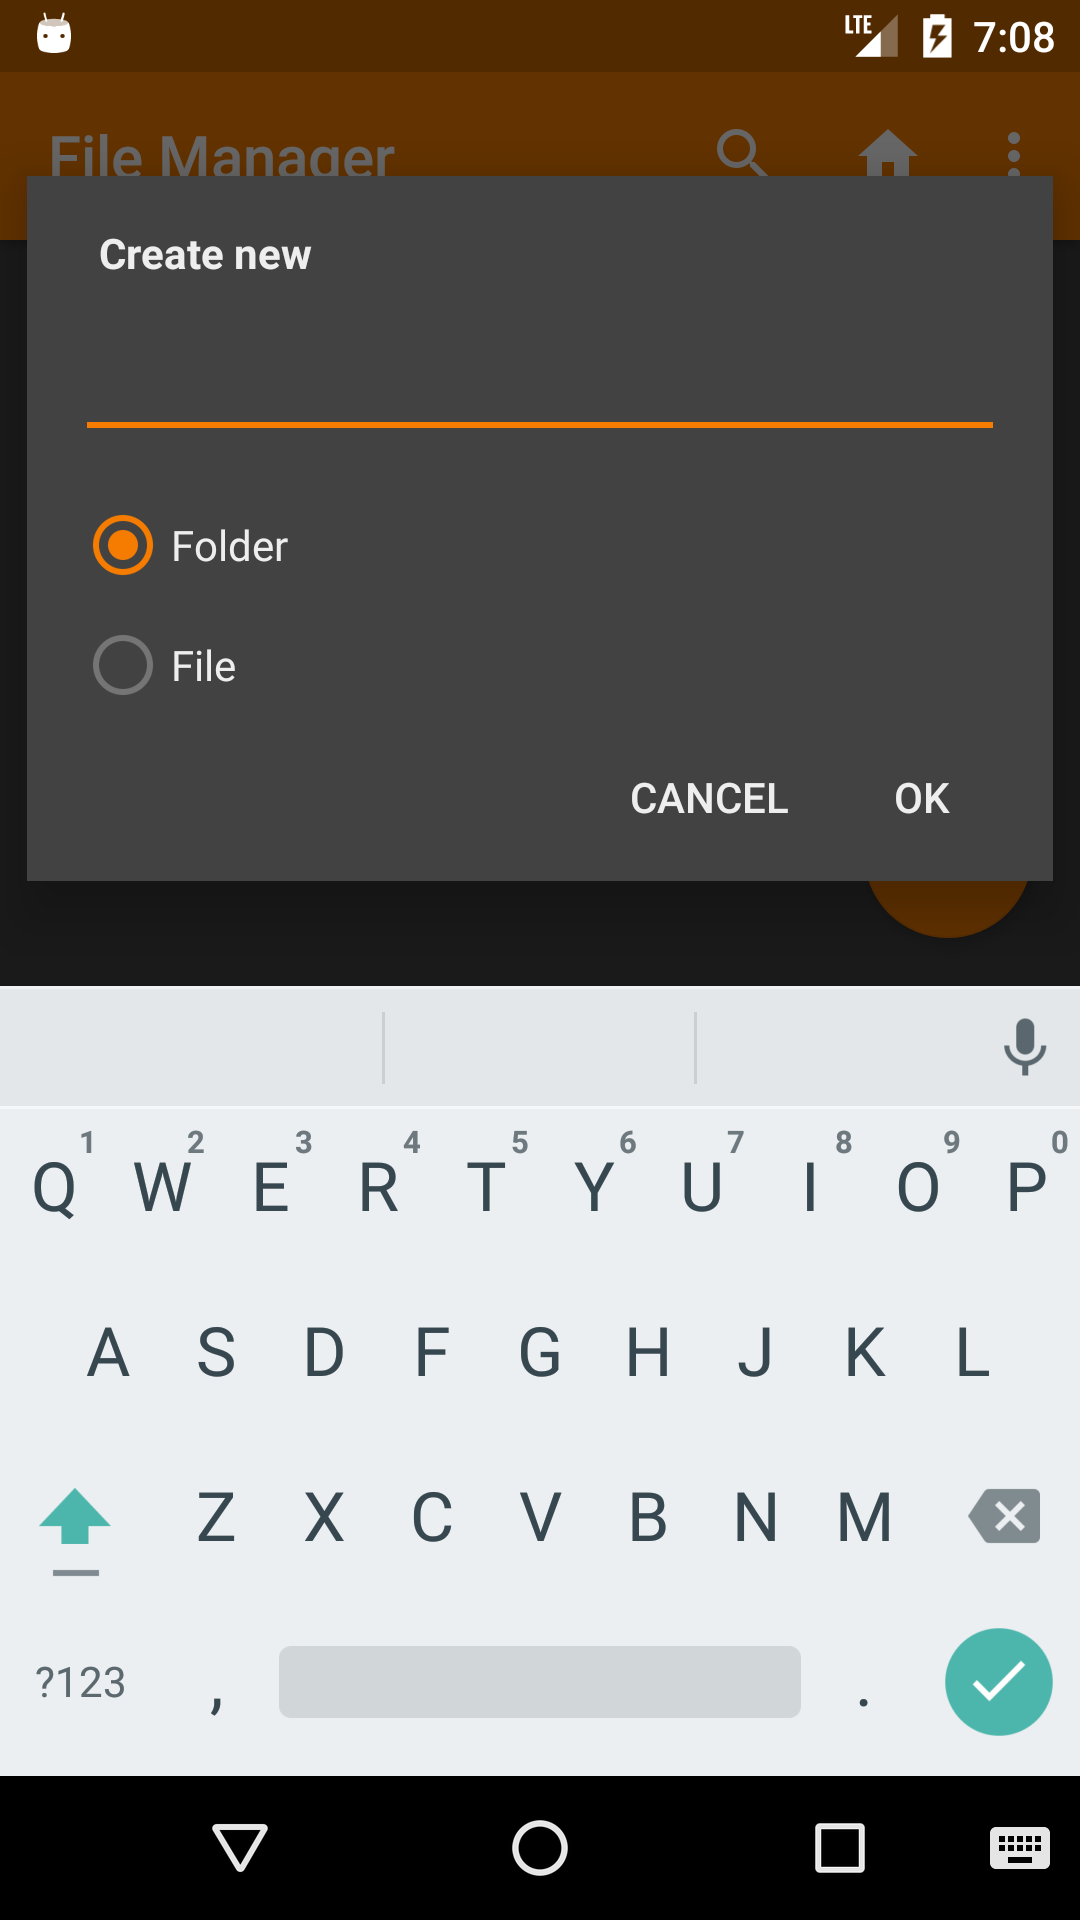 LTE 7:08
File Manager
Create new
Folder
File
CANCEL OK
1 2 3 4 5 6 7 8 9 0
Q W E R T Y U I O P
A S D F G H J K L
Z X C V B N M
?123 , .